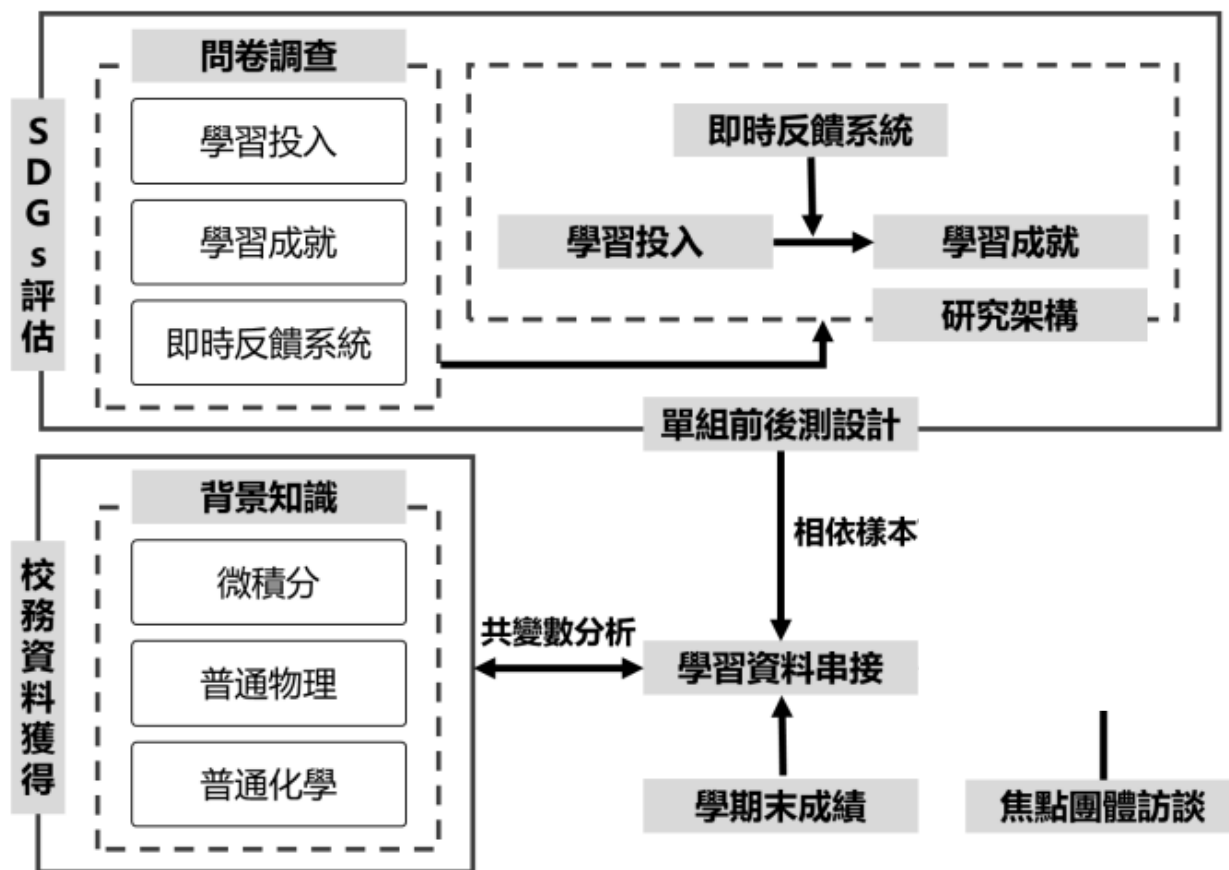 SDGs評估
問卷調查
學習投入
學習成就
即時反饋系統
即時反饋系統
學習投入
學習成就
研究架構
單組前後測設計
相依樣本
校務資料獲得
背景知識
微積分
普通物理
普通化學
共變數分析
學習資料串接
學期末成績
焦點團體訪談